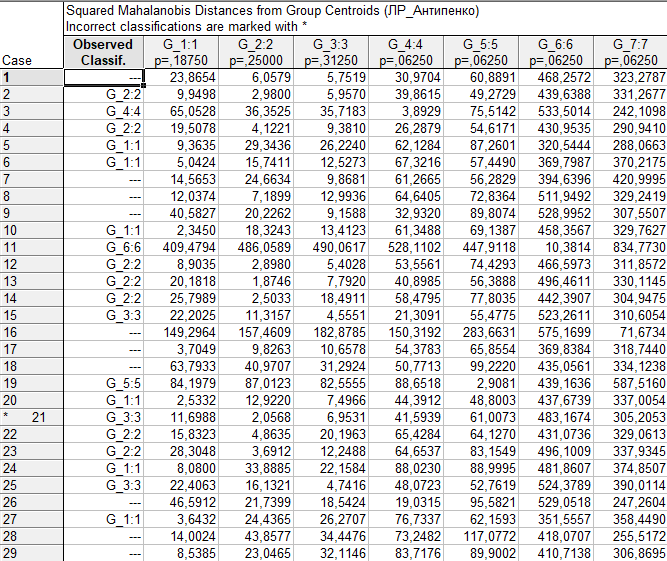 Squared Mahalanobis Distances from Group Centroids (ЛР_Антипенко)
Incorrect classifications are marked with *
Case Observed Classif. G_1:1 p=,18750 G_2:2 p=,25000 G_3:3 p=,31250 G_4:4 p=,06250 G_5:5 p=,06250 G_6:6 p=,06250 G_7:7 p=,06250
1 --- 23,8654 6,0579 5,7519 30,9704 60,8891 468,2572 323,2787
2 G_2:2 9,9498 2,9800 5,9570 39,8615 49,2729 439,6388 331,2677
3 G_4:4 65,0528 36,3525 35,7183 3,8929 75,5142 533,5014 242,1098
4 G_2:2 19,5078 4,1221 9,3810 26,2879 54,6171 430,9535 290,9410
5 G_1:1 9,3635 29,3436 26,2240 62,1284 87,2601 320,5444 288,0663
6 G_1:1 5,0424 15,7411 12,5273 67,3216 57,4490 369,7987 370,2175
7 --- 14,5653 24,6634 9,8681 61,2665 56,2829 394,6396 420,9995
8 --- 12,0374 7,1899 12,9936 64,6405 72,8364 511,9492 329,2419
9 --- 40,5827 20,2262 9,1588 32,9320 89,8074 528,9952 307,5507
10 G_1:1 2,3450 18,3243 13,4123 61,3488 69,1387 458,3567 329,7627
11 G_6:6 409,4794 486,0589 490,0617 528,1102 447,9118 10,3814 834,7730
12 G_2:2 8,9035 2,8980 5,4028 53,5561 74,4293 466,5973 311,8572
13 G_2:2 20,1818 1,8746 7,7920 40,8985 56,3888 496,4611 330,1145
14 G_2:2 25,7989 2,5033 18,4911 58,4795 77,8035 442,3907 304,9475
15 G_3:3 22,2025 11,3157 4,5551 21,3091 55,4775 523,2611 310,6054
16 --- 149,2964 157,4609 182,8785 150,3192 283,6631 575,1699 71,6734
17 --- 3,7049 9,8263 10,6578 54,3783 65,8554 369,8384 318,7440
18 --- 63,7933 40,9707 31,2924 50,7713 99,2220 435,0561 334,1238
19 G_5:5 84,1979 87,0123 82,5555 88,6518 2,9081 439,1636 587,5160
20 G_1:1 2,5332 12,9220 7,4966 44,3912 48,8003 437,6739 337,0054
* 21 G_3:3 11,6988 2,0568 6,9531 41,5939 61,0073 483,1674 305,2053
22 G_2:2 15,8323 4,8635 20,1963 65,4284 64,1270 431,0736 329,0613
23 G_2:2 28,3048 3,6912 12,2488 64,6537 83,1549 496,1009 337,9345
24 G_1:1 8,0800 33,8885 22,1584 88,0230 88,9995 481,8607 374,8507
25 G_3:3 22,4063 16,1321 4,7416 48,0723 52,7619 524,3789 390,0114
26 --- 46,5912 21,7399 18,5424 19,0315 95,5821 529,0518 247,2604
27 G_1:1 3,6432 24,4365 26,2707 76,7337 62,1593 351,5557 358,4490
28 --- 14,0024 43,8577 34,4476 73,2482 117,0772 418,0707 255,5172
29 --- 8,5385 23,0465 32,1146 83,7176 89,9002 410,7138 306,8695